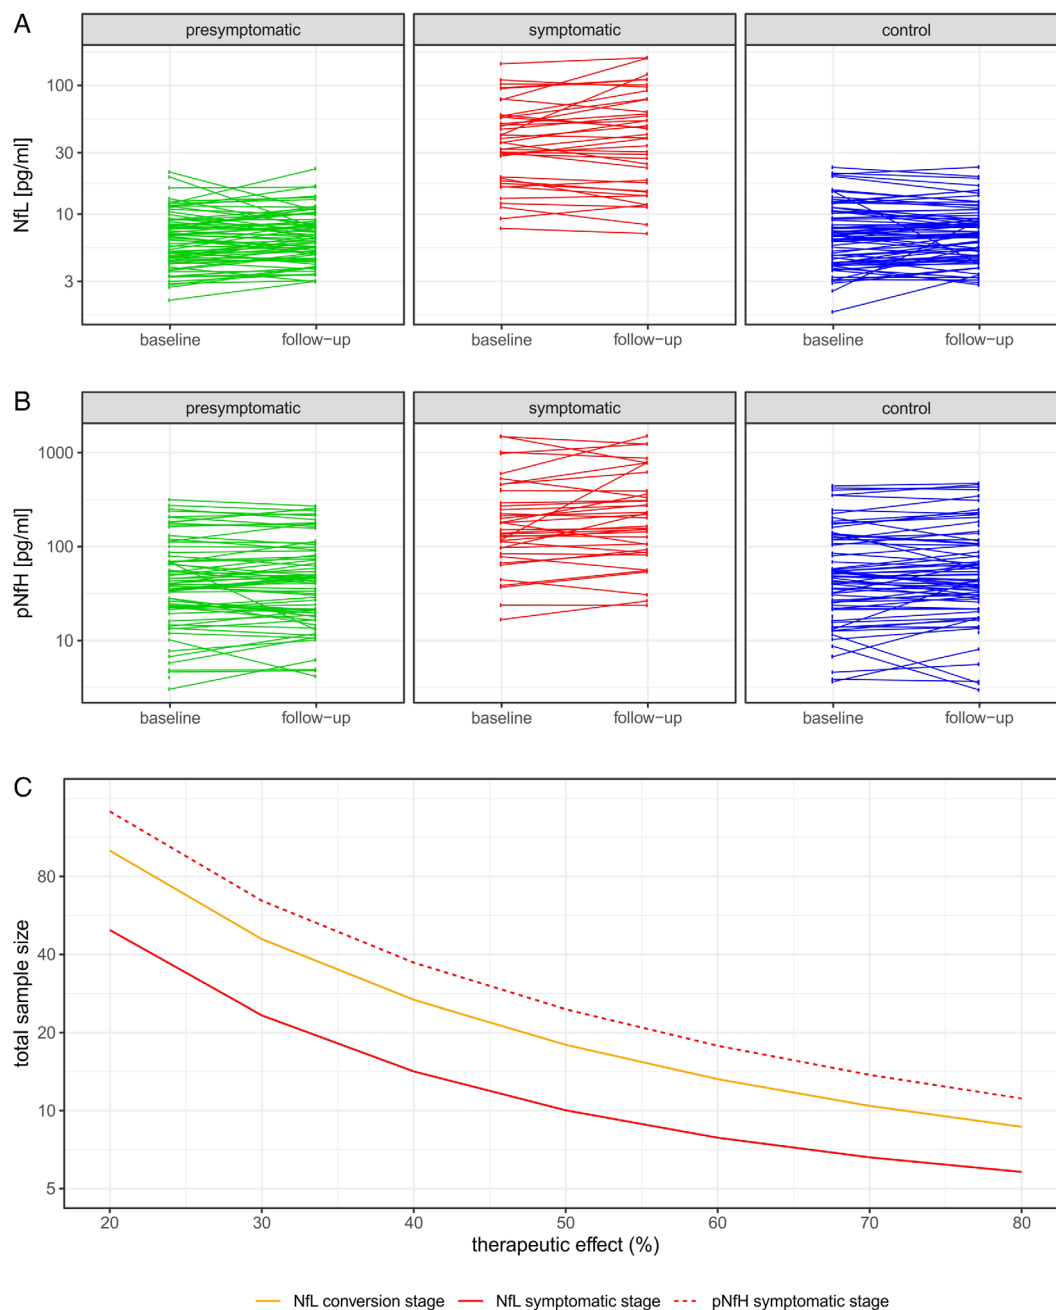 A
presymptomatic symptomatic control
NfL [pg/ml]
100
30
10
3
baseline follow−up baseline follow−up baseline follow−up
B
presymptomatic symptomatic control
pNfH [pg/ml]
1000
100
10
baseline follow−up baseline follow−up baseline follow−up
C
total sample size
80
40
20
10
5
20 30 40 50 60 70 80
therapeutic effect (%)
NfL conversion stage NfL symptomatic stage pNfH symptomatic stage